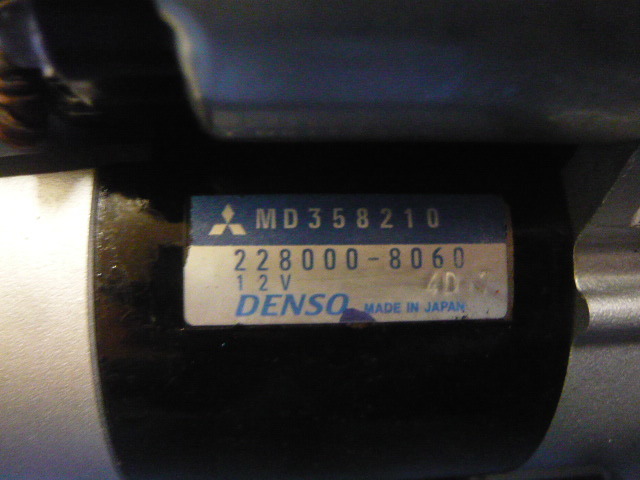 MD358210
228000-8060
12V 4D
DENSO MADE IN JAPAN